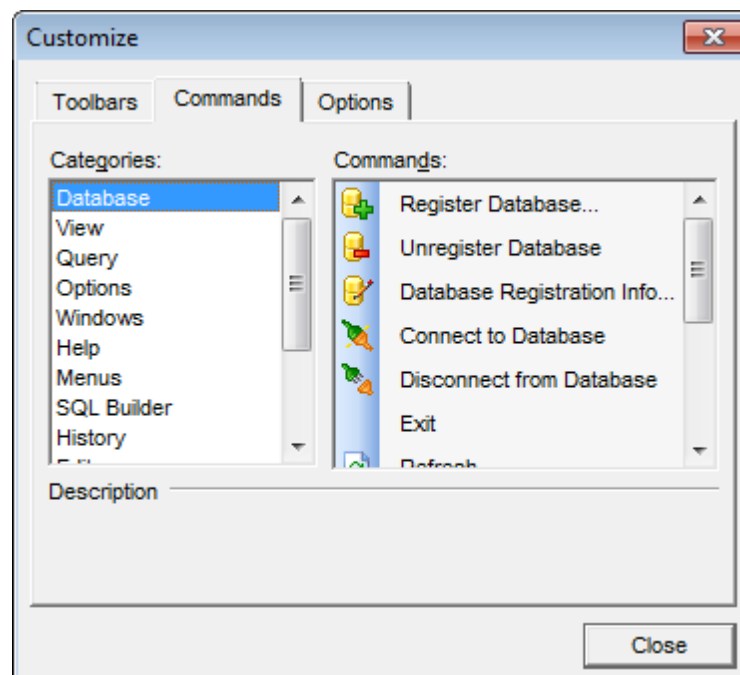 Customize
Toolbars Commands Options
Categories: Commands:
Database
View
Query
Options
Windows
Help
Menus
SQL Builder
History
Register Database...
Unregister Database
Database Registration Info...
Connect to Database
Disconnect from Database
Exit
Refresh
Description
Close